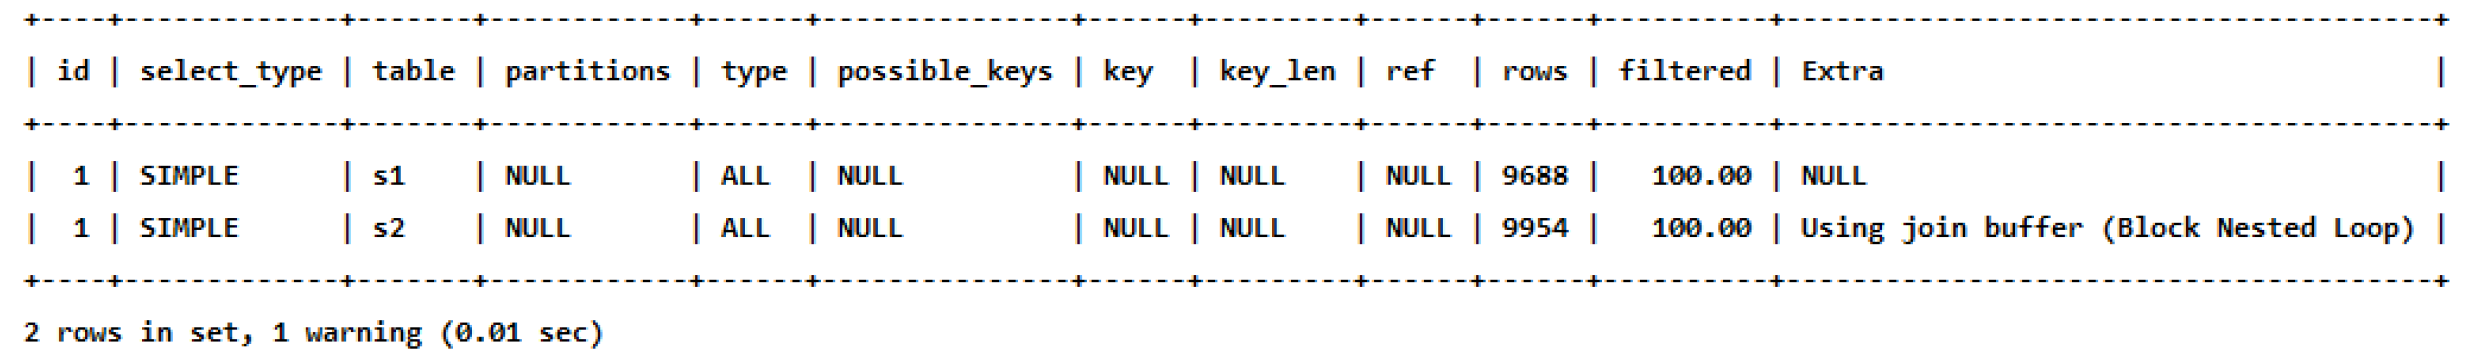 +----+-------------+-------+------------+------+---------------+------+---------+------+------+----------+---------------------------------------+
| id | select_type | table | partitions | type | possible_keys | key  | key_len | ref  | rows | filtered | Extra                                 |
+----+-------------+-------+------------+------+---------------+------+---------+------+------+----------+---------------------------------------+
|  1 | SIMPLE      | s1    | NULL       | ALL  | NULL          | NULL | NULL    | NULL | 9688 |   100.00 | NULL                                  |
|  1 | SIMPLE      | s2    | NULL       | ALL  | NULL          | NULL | NULL    | NULL | 9954 |   100.00 | Using join buffer (Block Nested Loop) |
+----+-------------+-------+------------+------+---------------+------+---------+------+------+----------+---------------------------------------+
2 rows in set, 1 warning (0.01 sec)